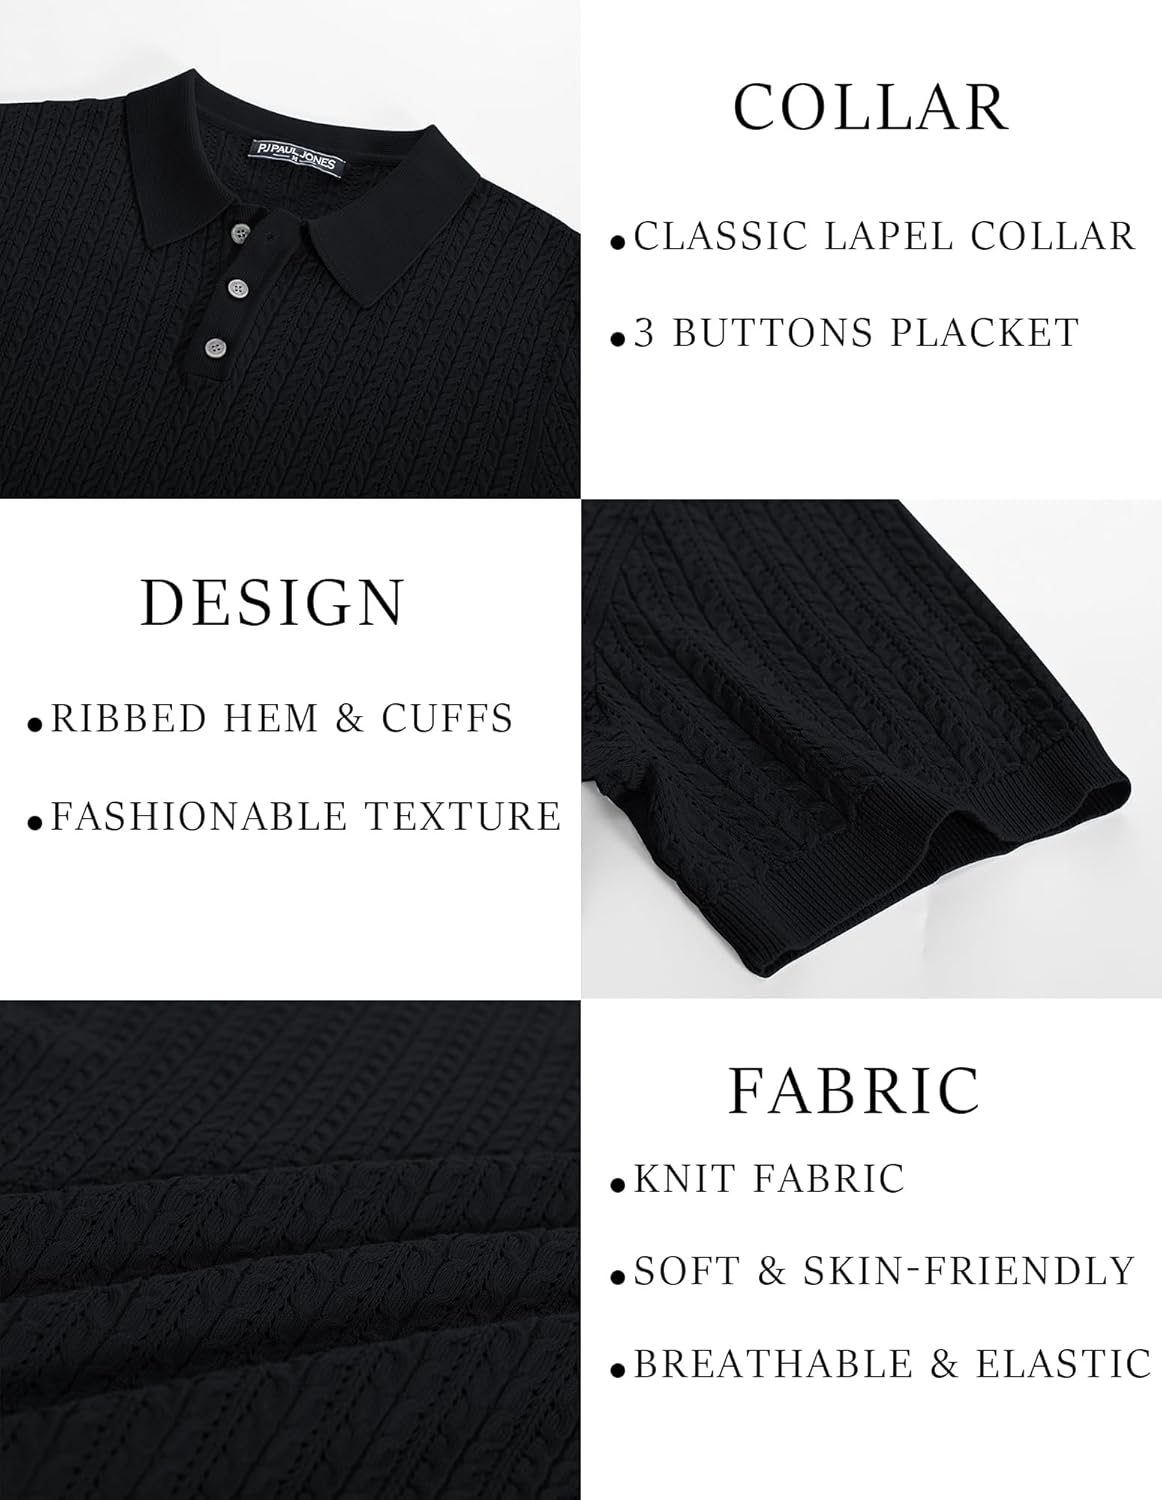 PJ PAUL JONES
M
COLLAR
•CLASSIC LAPEL COLLAR
•3 BUTTONS PLACKET
DESIGN
•RIBBED HEM & CUFFS
•FASHIONABLE TEXTURE
FABRIC
•KNIT FABRIC
•SOFT & SKIN-FRIENDLY
•BREATHABLE & ELASTIC